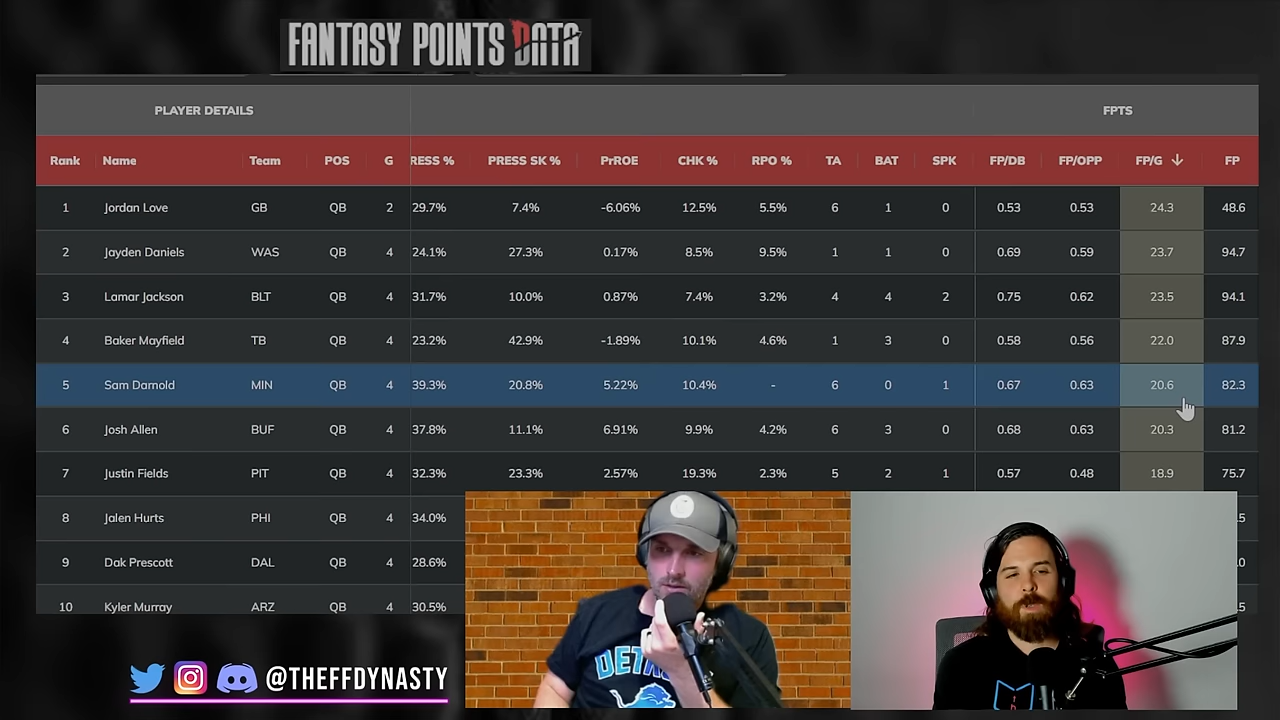 FANTASY POINTS DATA
PLAYER DETAILS FPTS
Rank Name Team POS G RESS % PRESS SK % PrROE CHK % RPO % TA BAT SPK FP/DB FP/OPP FP/G ↓ FP
1 Jordan Love GB QB 2 29.7% 7.4% -6.06% 12.5% 5.5% 6 1 0 0.53 0.53 24.3 48.6
2 Jayden Daniels WAS QB 4 24.1% 27.3% 0.17% 8.5% 9.5% 1 1 0 0.69 0.59 23.7 94.7
3 Lamar Jackson BLT QB 4 31.7% 10.0% 0.87% 7.4% 3.2% 4 4 2 0.75 0.62 23.5 94.1
4 Baker Mayfield TB QB 4 23.2% 42.9% -1.89% 10.1% 4.6% 1 3 0 0.58 0.56 22.0 87.9
5 Sam Darnold MIN QB 4 39.3% 20.8% 5.22% 10.4% - 6 0 1 0.67 0.63 20.6 82.3
6 Josh Allen BUF QB 4 37.8% 11.1% 6.91% 9.9% 4.2% 6 3 0 0.68 0.63 20.3 81.2
7 Justin Fields PIT QB 4 32.3% 23.3% 2.57% 19.3% 2.3% 5 2 1 0.57 0.48 18.9 75.7
8 Jalen Hurts PHI QB 4 34.0% .5
9 Dak Prescott DAL QB 4 28.6% .0
10 Kyler Murray ARZ QB 4 30.5% .5
@THEFFDYNASTY